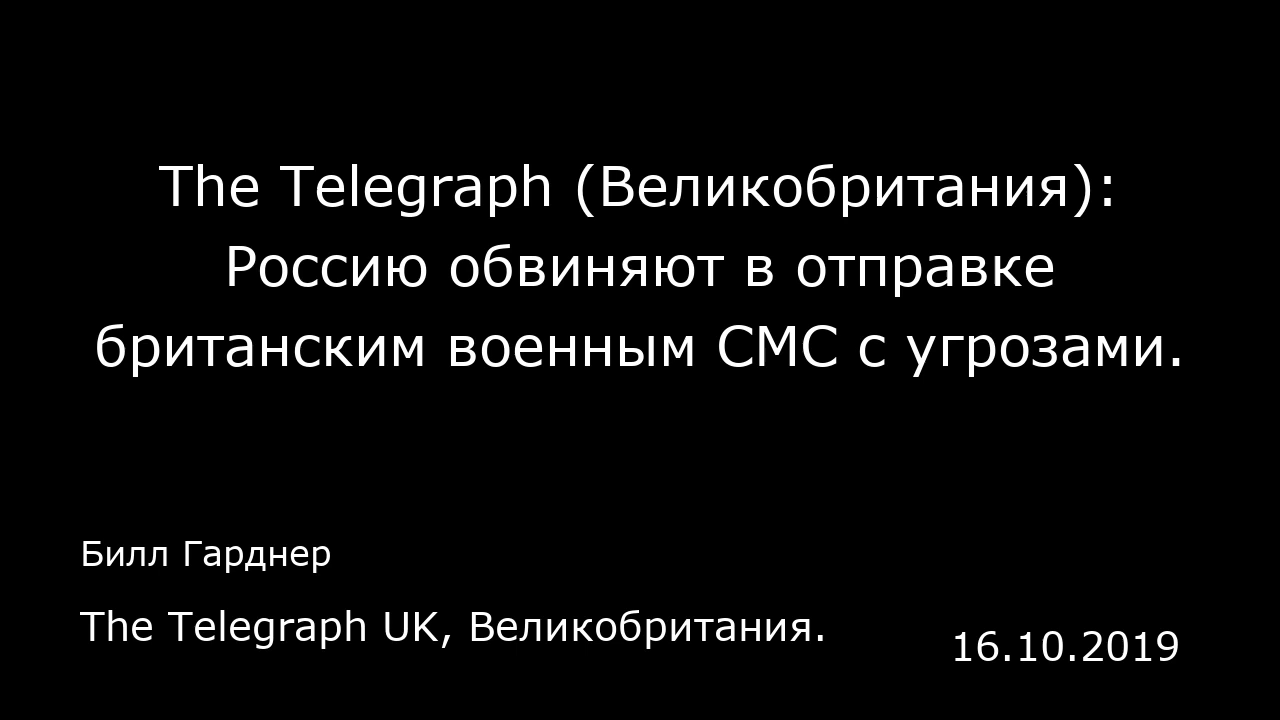 The Telegraph (Великобритания):
Россию обвиняют в отправке
британским военным СМС с угрозами.
Билл Гарднер
The Telegraph UK, Великобритания.
16.10.2019